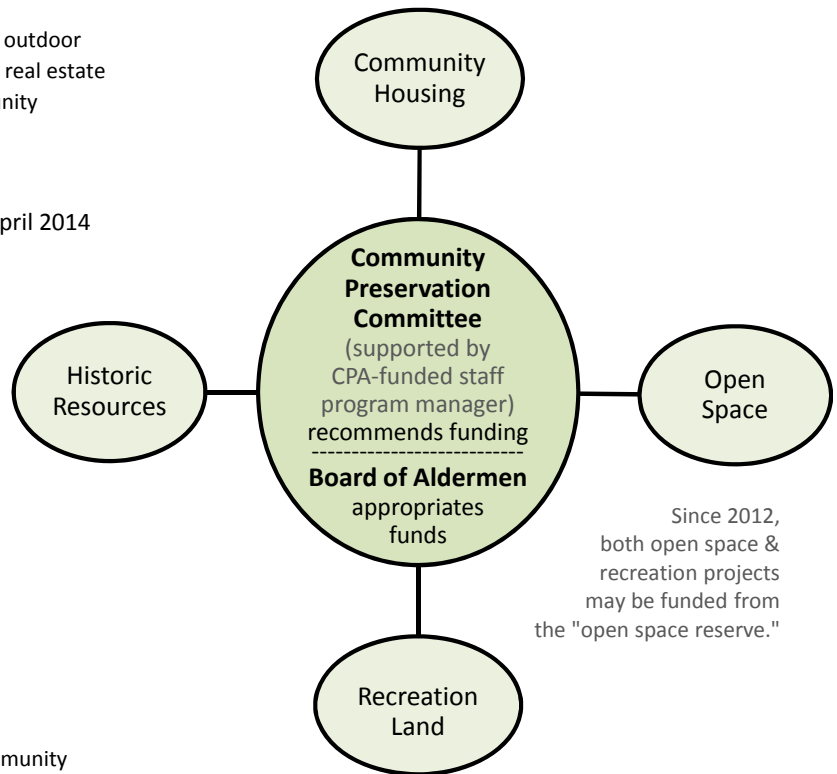 outdoor
real estate
Community
Housing
pril 2014
Community
Preservation
Committee
(supported by
CPA-funded staff
program manager)
recommends funding
---------------------------
Board of Aldermen
appropriates
funds
Historic
Resources
Open
Space
Since 2012,
both open space &
recreation projects
may be funded from
the "open space reserve."
Recreation
Land